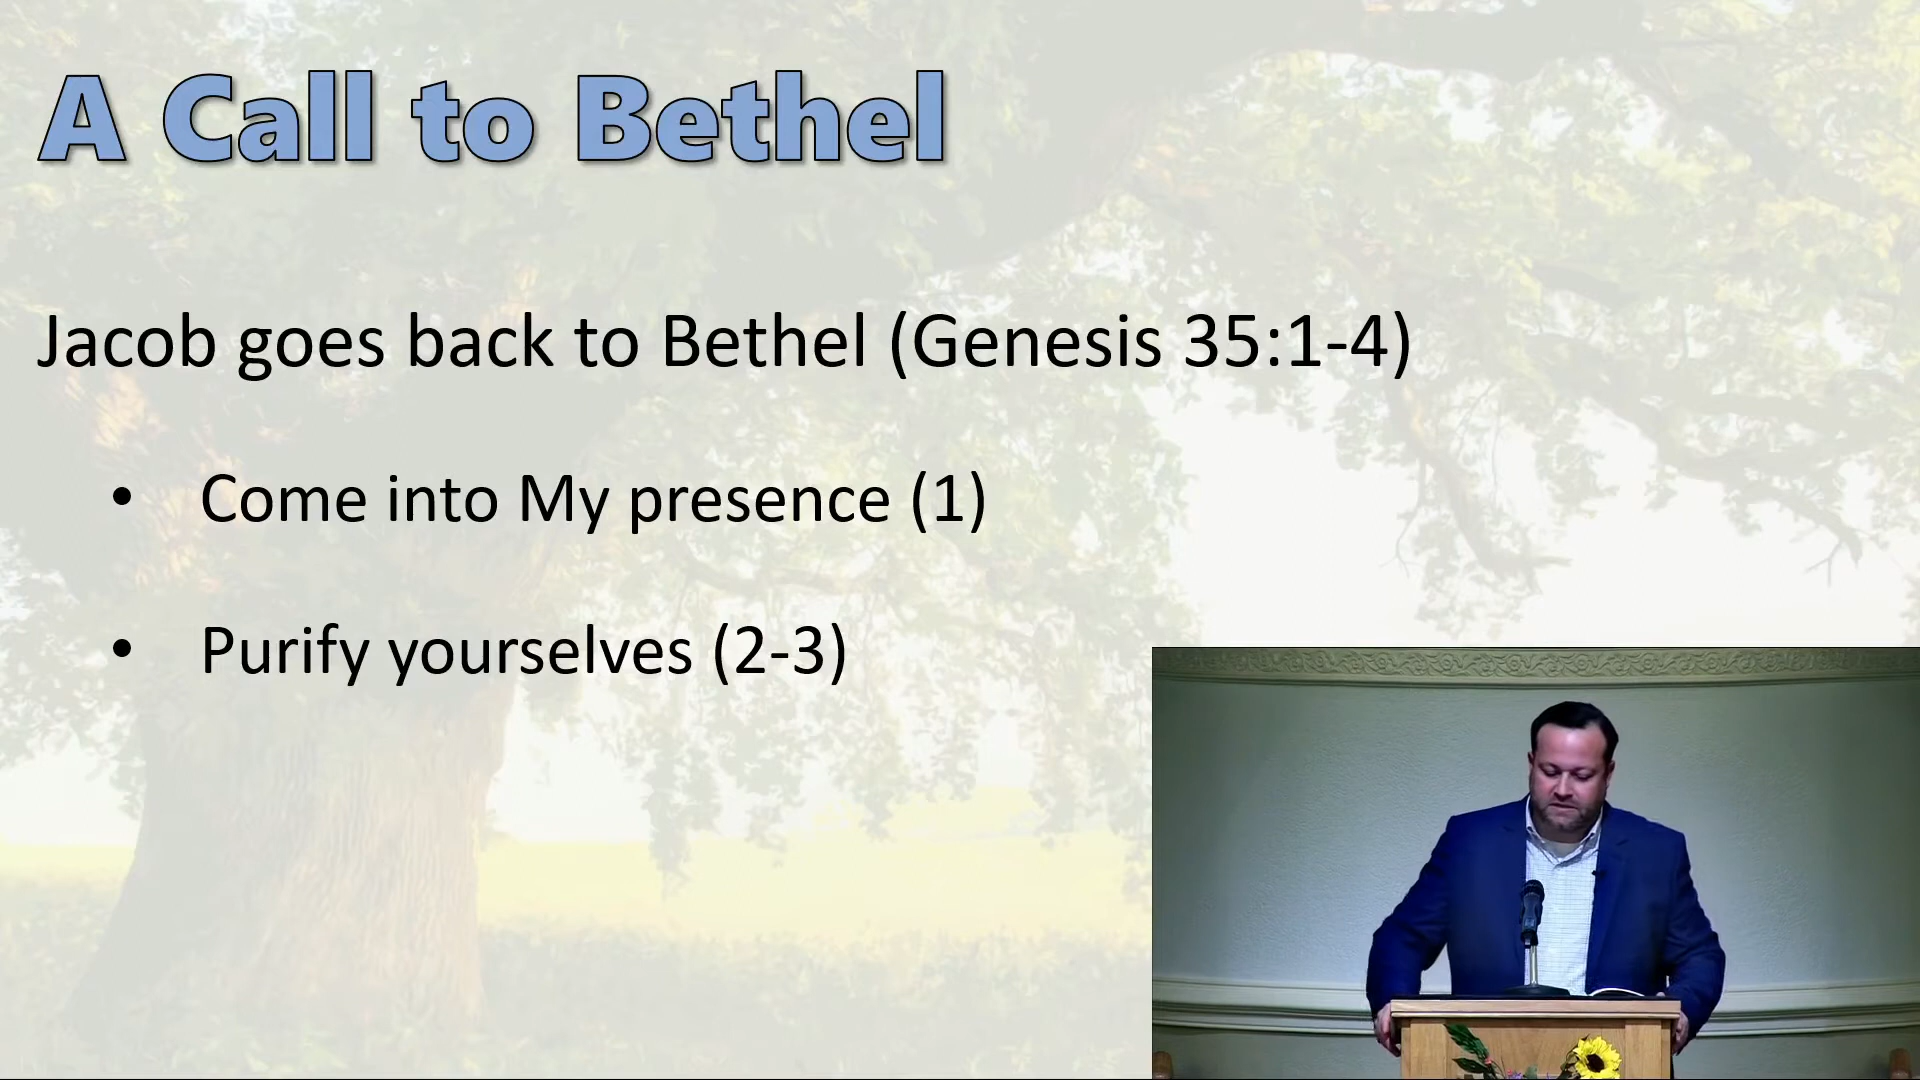 A Call to Bethel
Jacob goes back to Bethel (Genesis 35:1-4)
• Come into My presence (1)
• Purify yourselves (2-3)